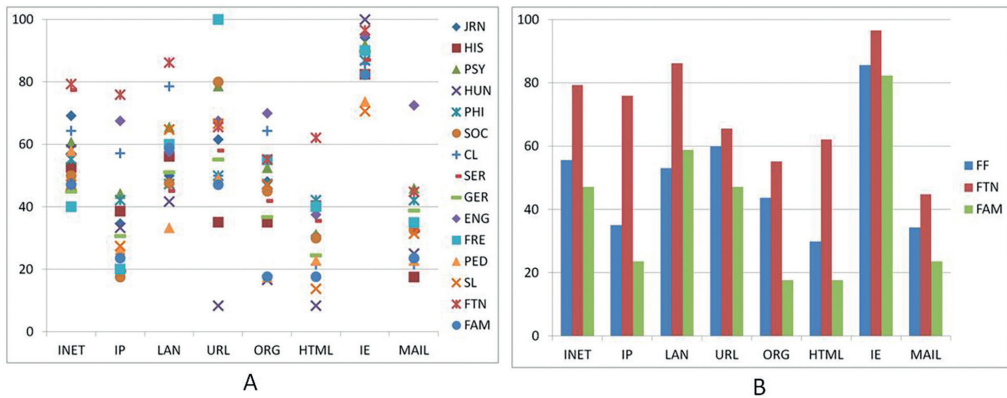 100
80
60
40
20
0
INET IP LAN URL ORG HTML IE MAIL
JRN
HIS
PSY
HUN
PHI
SOC
CL
SER
GER
ENG
FRE
PED
SL
FTN
FAM
A
100
80
60
40
20
0
INET IP LAN URL ORG HTML IE MAIL
FF
FTN
FAM
B